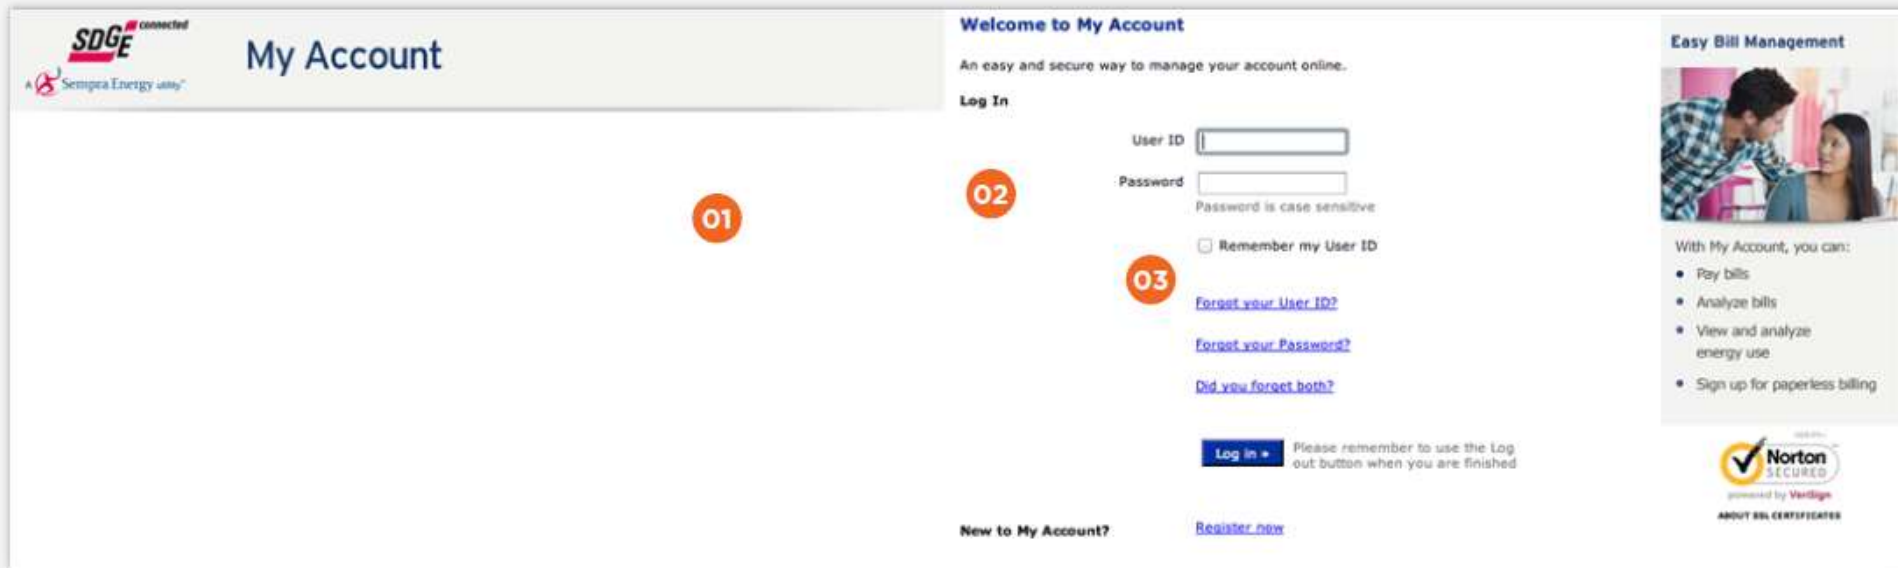 SDGE connected
A Sempra Energy utility
My Account
01
Welcome to My Account
An easy and secure way to manage your account online.
Log In
User ID
02
Password
Password is case sensitive
Remember my User ID
03
Forgot your User ID?
Forgot your Password?
Did you forget both?
Log in »
Please remember to use the Log
out button when you are finished
New to My Account?
Register now
Easy Bill Management
With My Account, you can:
• Pay bills
• Analyze bills
• View and analyze
energy use
• Sign up for paperless billing
Norton
SECURED
powered by VeriSign
ABOUT SSL CERTIFICATES